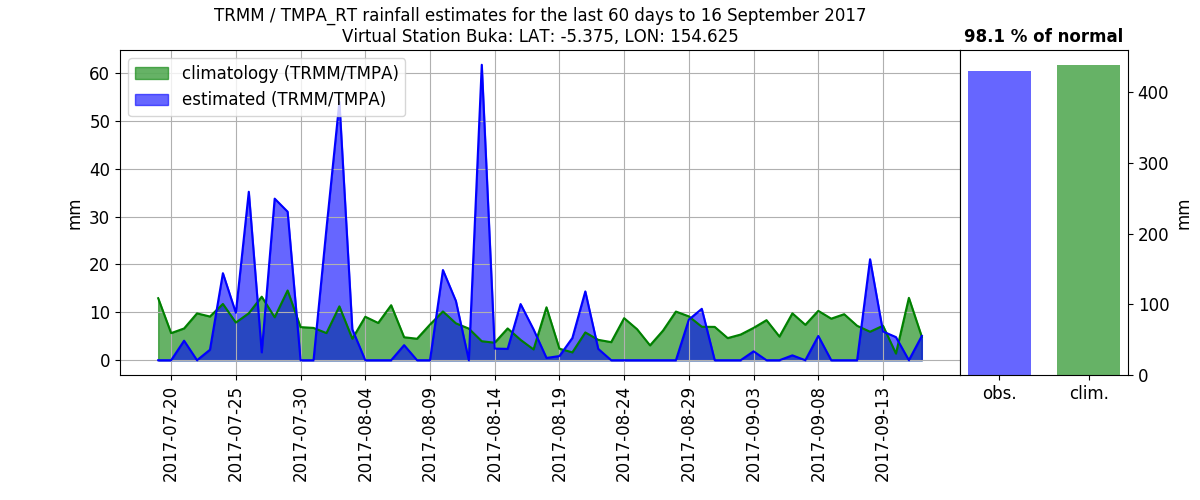 TRMM / TMPA_RT rainfall estimates for the last 60 days to 16 September 2017
Virtual Station Buka: LAT: -5.375, LON: 154.625
98.1 % of normal
climatology (TRMM/TMPA)
estimated (TRMM/TMPA)
mm
60
50
40
30
20
10
0
2017-07-20
2017-07-25
2017-07-30
2017-08-04
2017-08-09
2017-08-14
2017-08-19
2017-08-24
2017-08-29
2017-09-03
2017-09-08
2017-09-13
obs.
clim.
400
300
200
100
0
mm